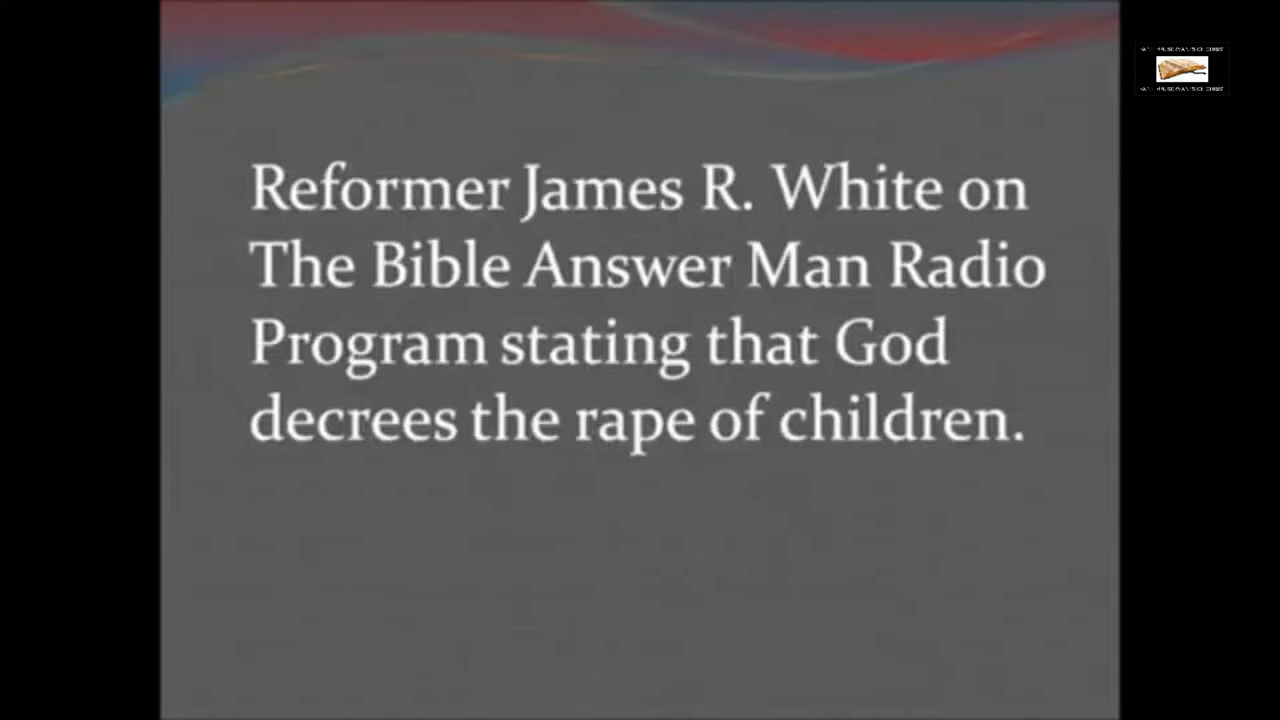 Reformer James R. White on
The Bible Answer Man Radio
Program stating that God
decrees the rape of children.